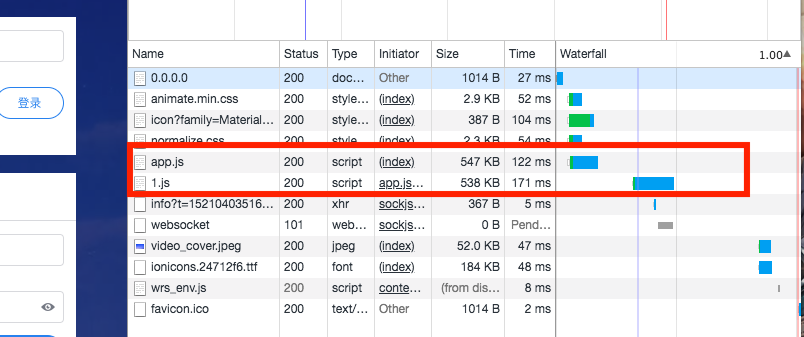 登录
Name Status Type Initiator Size Time Waterfall 1.00▲
0.0.0.0 200 doc... Other 1014 B 27 ms
animate.min.css 200 style... (index) 2.9 KB 52 ms
icon?family=Material... 200 style... (index) 387 B 104 ms
normalize.css 200 style... (index) 2.3 KB 54 ms
app.js 200 script (index) 547 KB 122 ms
1.js 200 script app.js... 538 KB 171 ms
info?t=15210403516... 200 xhr sockjs... 367 B 5 ms
websocket 101 web... sockjs... 0 B Pend...
video_cover.jpeg 200 jpeg (index) 52.0 KB 47 ms
ionicons.24712f6.ttf 200 font (index) 184 KB 48 ms
wrs_env.js 200 script conte... (from dis... 8 ms
favicon.ico 200 text/... Other 1014 B 2 ms